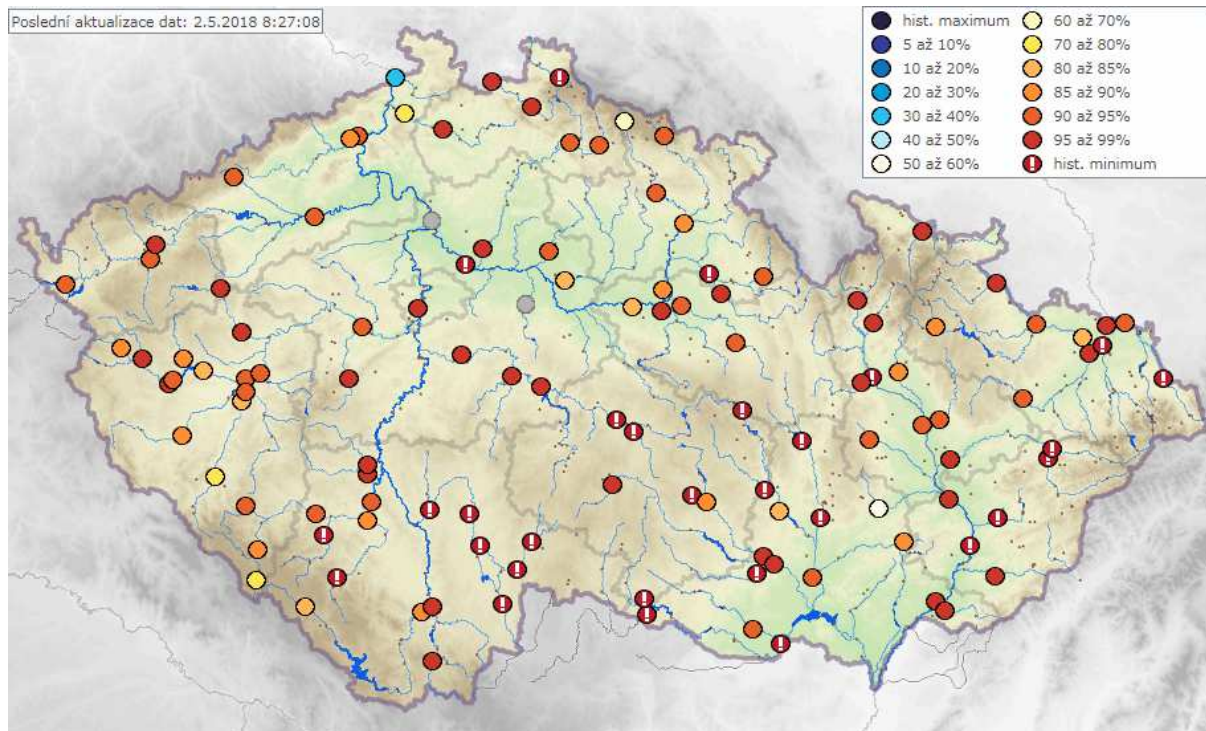 Poslední aktualizace dat: 2.5.2018 8:27:08
hist. maximum
5 až 10%
10 až 20%
20 až 30%
30 až 40%
40 až 50%
50 až 60%
60 až 70%
70 až 80%
80 až 85%
85 až 90%
90 až 95%
95 až 99%
hist. minimum